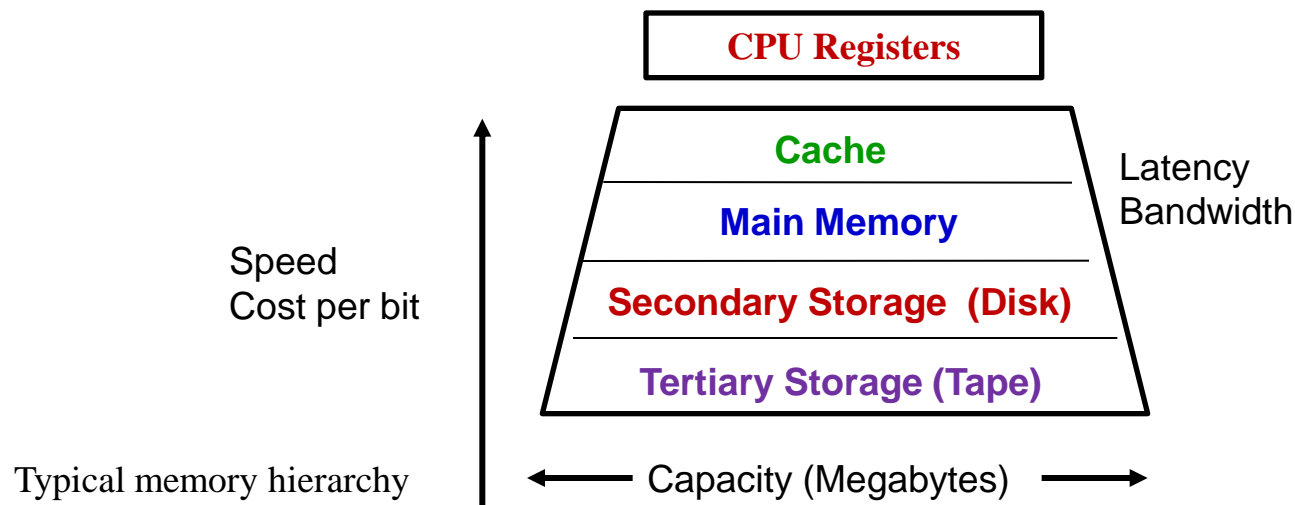 CPU Registers
Cache
Latency
Bandwidth
Main Memory
Speed
Cost per bit
Secondary Storage (Disk)
Tertiary Storage (Tape)
Typical memory hierarchy
Capacity (Megabytes)